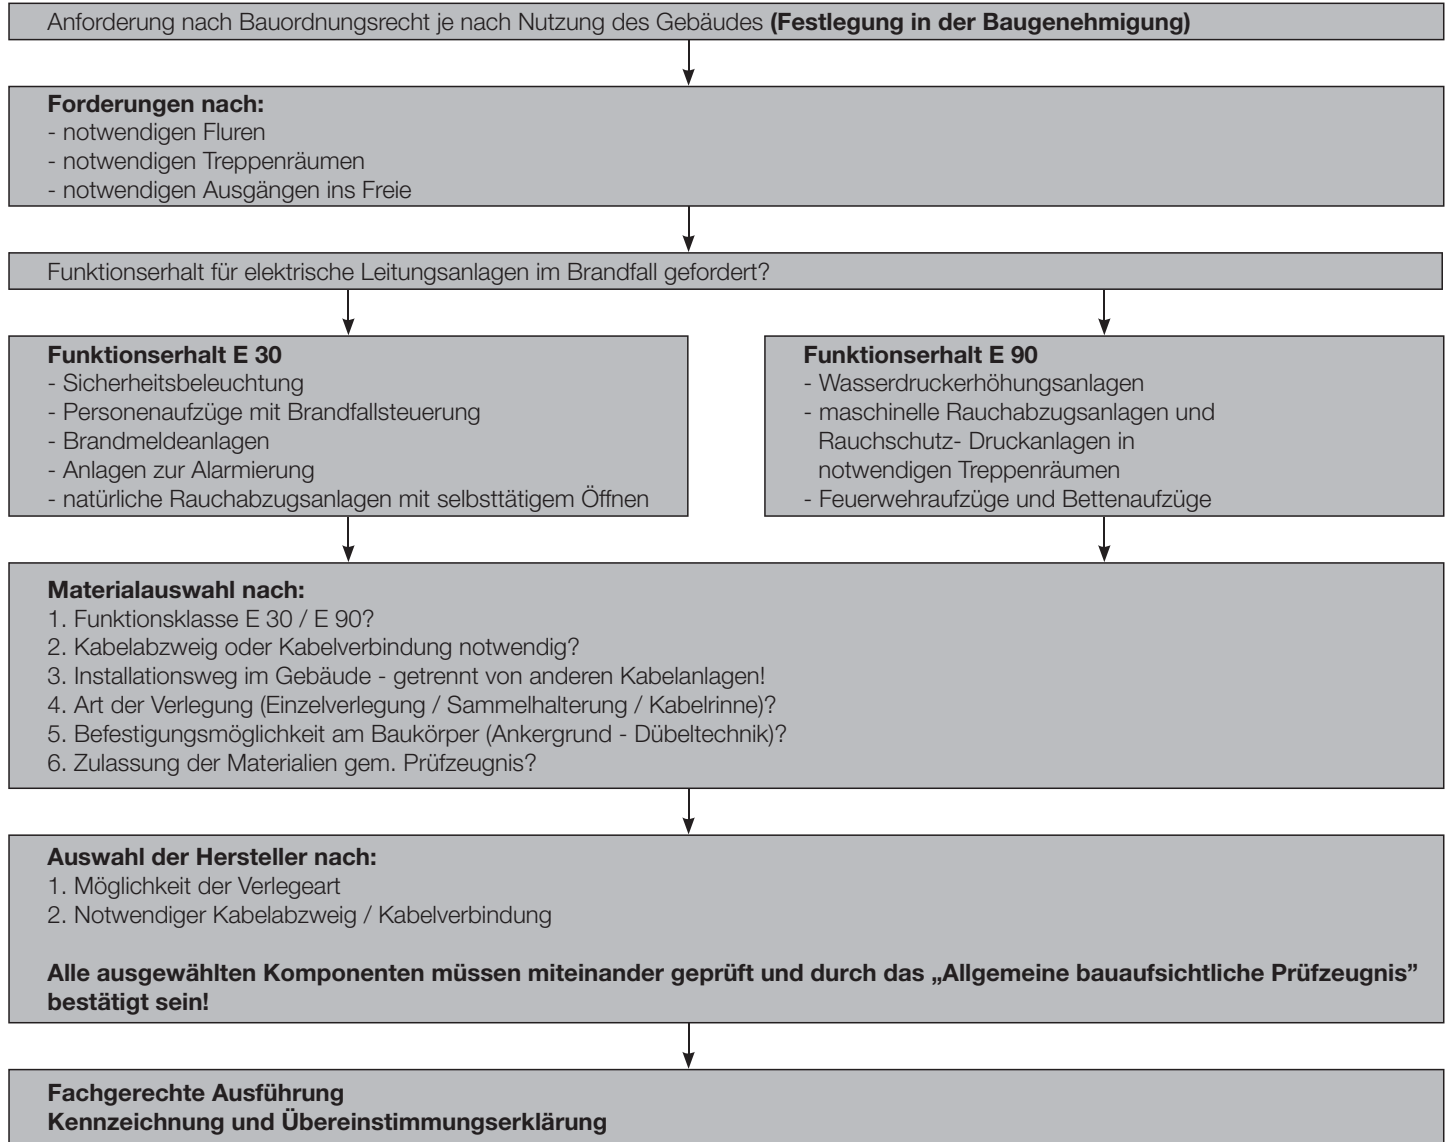 Anforderung nach Bauordnungsrecht je nach Nutzung des Gebäudes (Festlegung in der Baugenehmigung)
Forderungen nach:
- notwendigen Fluren
- notwendigen Treppenräumen
- notwendigen Ausgängen ins Freie
Funktionserhalt für elektrische Leitungsanlagen im Brandfall gefordert?
Funktionserhalt E 30
- Sicherheitsbeleuchtung
- Personenaufzüge mit Brandfallsteuerung
- Brandmeldeanlagen
- Anlagen zur Alarmierung
- natürliche Rauchabzugsanlagen mit selbsttätigem Öffnen
Funktionserhalt E 90
- Wasserdruckerhöhungsanlagen
- maschinelle Rauchabzugsanlagen und
Rauchschutz- Druckanlagen in
notwendigen Treppenräumen
- Feuerwehraufzüge und Bettenaufzüge
Materialauswahl nach:
1. Funktionsklasse E 30 / E 90?
2. Kabelabzweig oder Kabelverbindung notwendig?
3. Installationsweg im Gebäude - getrennt von anderen Kabelanlagen!
4. Art der Verlegung (Einzelverlegung / Sammelhalterung / Kabelrinne)?
5. Befestigungsmöglichkeit am Baukörper (Ankergrund - Dübeltechnik)?
6. Zulassung der Materialien gem. Prüfzeugnis?
Auswahl der Hersteller nach:
1. Möglichkeit der Verlegeart
2. Notwendiger Kabelabzweig / Kabelverbindung
Alle ausgewählten Komponenten müssen miteinander geprüft und durch das „Allgemeine bauaufsichtliche Prüfzeugnis”
bestätigt sein!
Fachgerechte Ausführung
Kennzeichnung und Übereinstimmungserklärung